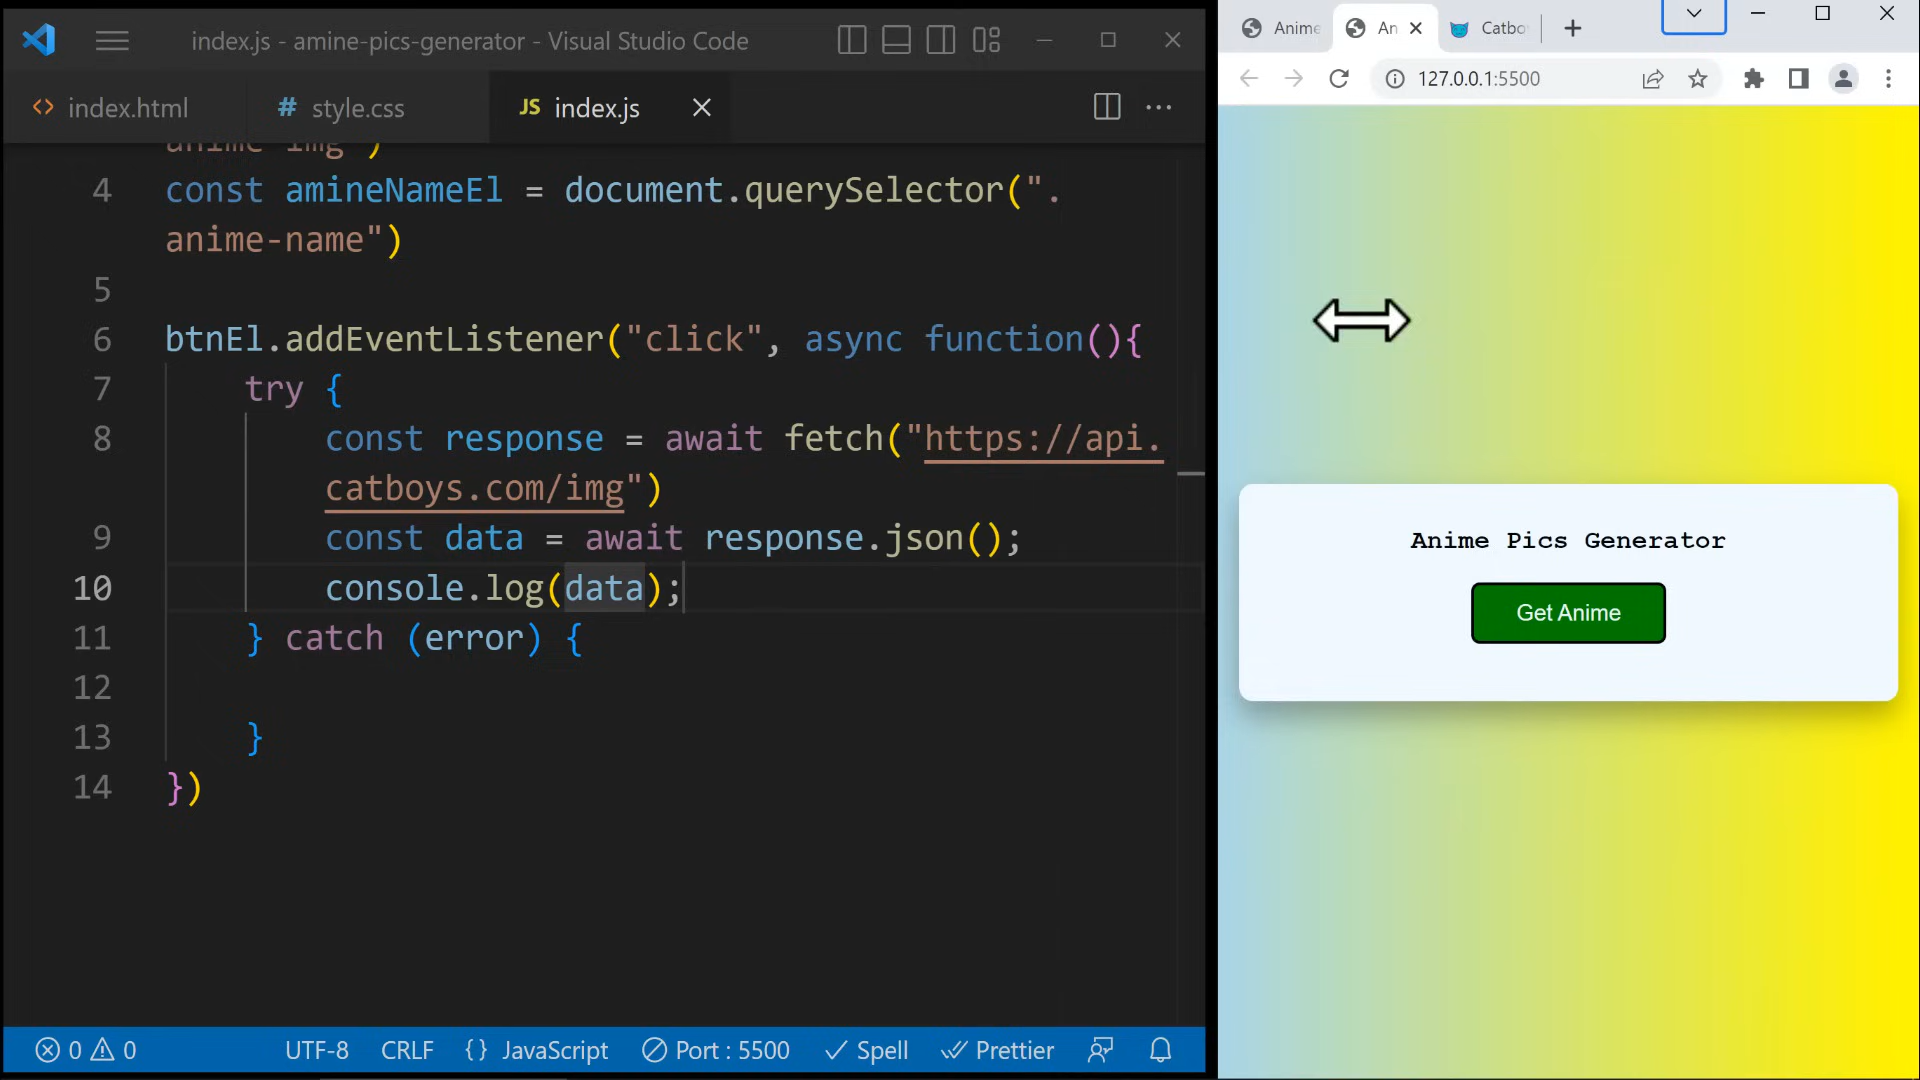 index.js - amine-pics-generator - Visual Studio Code
index.html
# style.css
JS index.js
anime-img")
4 const amineNameEl = document.querySelector(".
anime-name")
5
6 btnEl.addEventListener("click", async function(){
7 try {
8 const response = await fetch("https://api.
catboys.com/img")
9 const data = await response.json();
10 console.log(data);
11 } catch (error) {
12
13 }
14 })
0 0 UTF-8 CRLF {} JavaScript Port : 5500 Spell Prettier
Anime An Catbo
127.0.0.1:5500
Anime Pics Generator
Get Anime